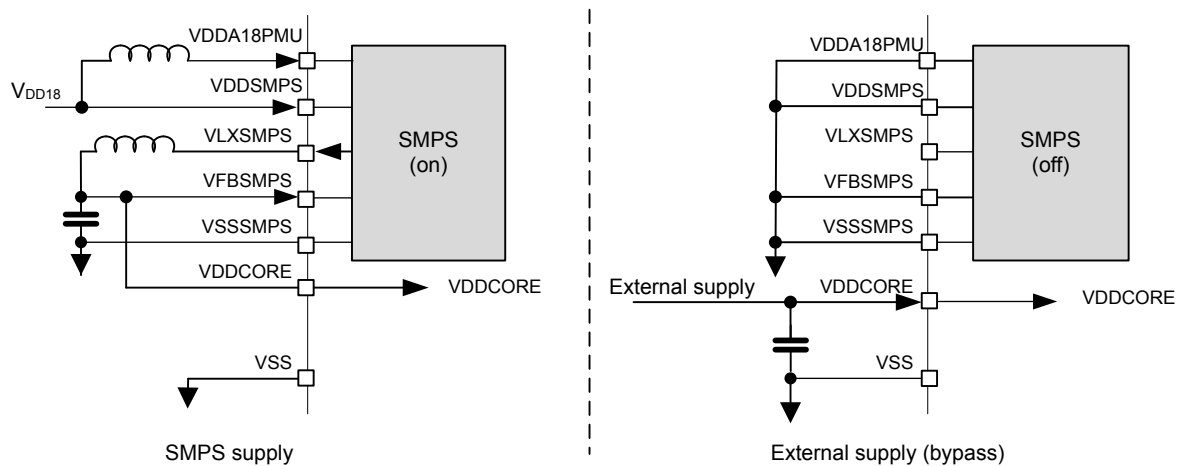 VDDA18PMU
VDD18
VDDSMPS
VLXSMPS
SMPS
(on)
VFBSMPS
VSSSMPS
VDDCORE
VDDCORE
VSS
SMPS supply
VDDA18PMU
VDDSMPS
VLXSMPS
SMPS
(off)
VFBSMPS
VSSSMPS
External supply
VDDCORE
VDDCORE
VSS
External supply (bypass)